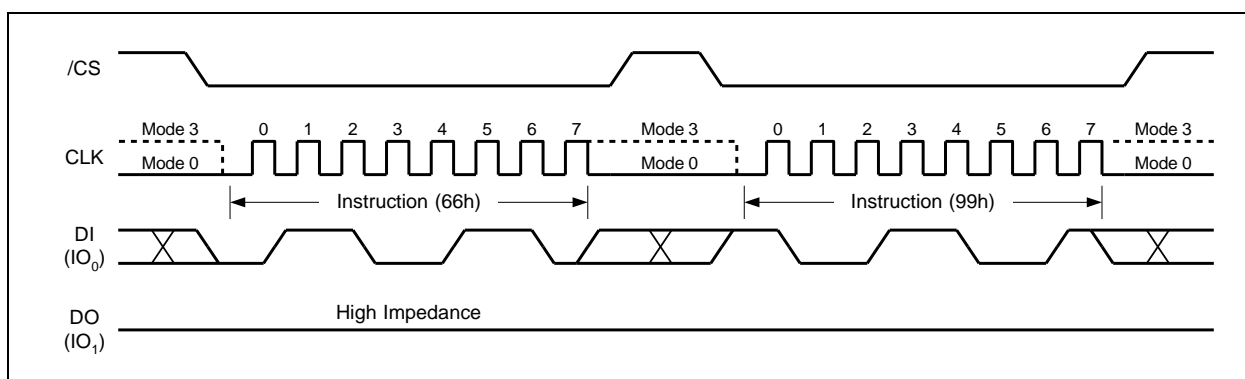 /CS
Mode 3 0 1 2 3 4 5 6 7 Mode 3 0 1 2 3 4 5 6 7 Mode 3
CLK
Mode 0 Mode 0 Mode 0
Instruction (66h) Instruction (99h)
DI
(IO0)
High Impedance
DO
(IO1)